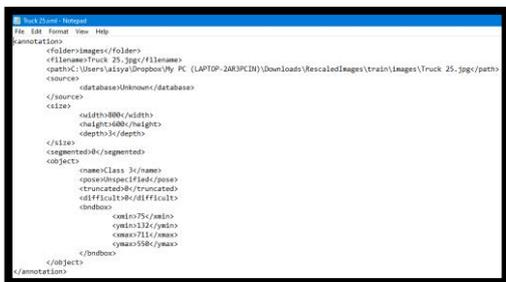 Truck 25.xml - Notepad
File Edit Format View Help
<annotation>
<folder>images</folder>
<filename>Truck 25.jpg</filename>
<path>C:\Users\aisya\Dropbox\My PC (LAPTOP-2AR3PCIN)\Downloads\RescaledImages\train\images\Truck 25.jpg</path>
<source>
<database>Unknown</database>
</source>
<size>
<width>800</width>
<height>600</height>
<depth>3</depth>
</size>
<segmented>0</segmented>
<object>
<name>Class 3</name>
<pose>Unspecified</pose>
<truncated>0</truncated>
<difficult>0</difficult>
<bndbox>
<xmin>75</xmin>
<ymin>132</ymin>
<xmax>711</xmax>
<ymax>550</ymax>
</bndbox>
</object>
</annotation>